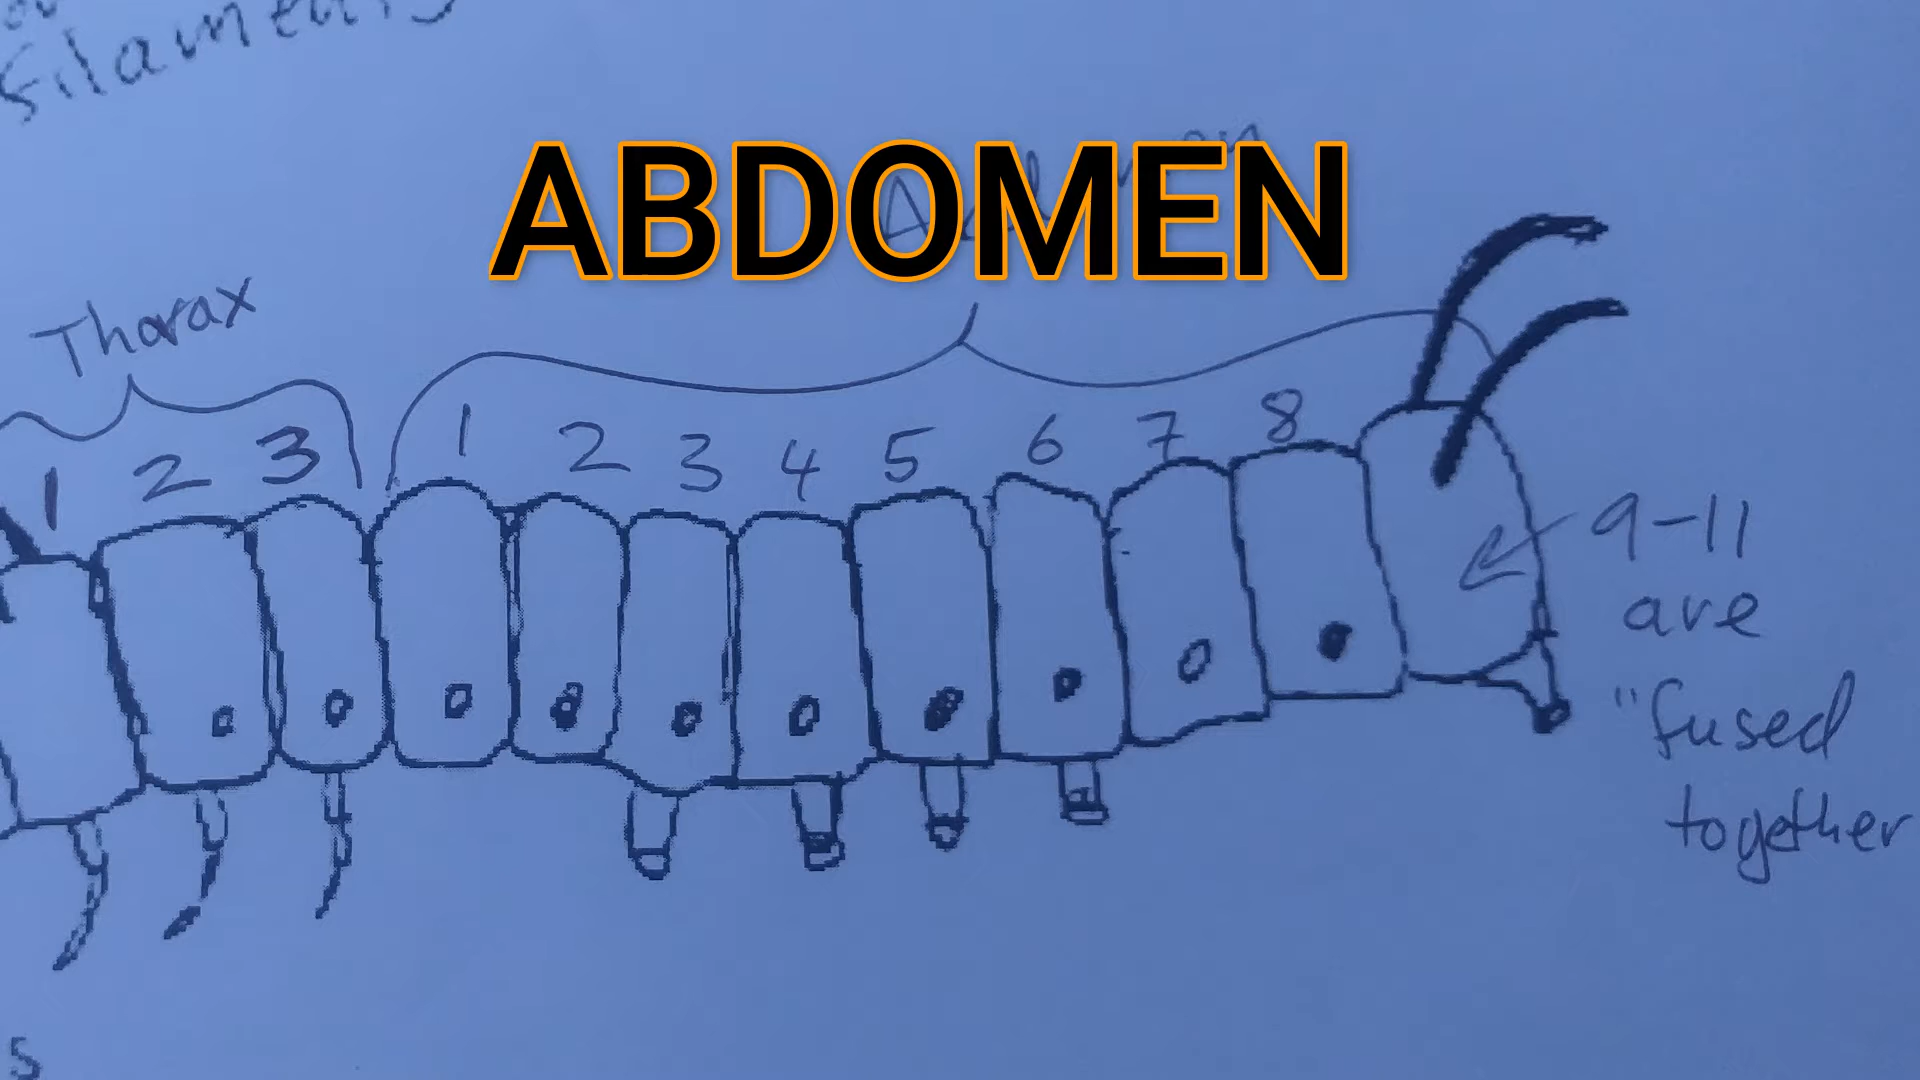 Filaments
ABDOMEN
Thorax
1 2 3 1 2 3 4 5 6 7 8
9-11
are
"fused
together
5